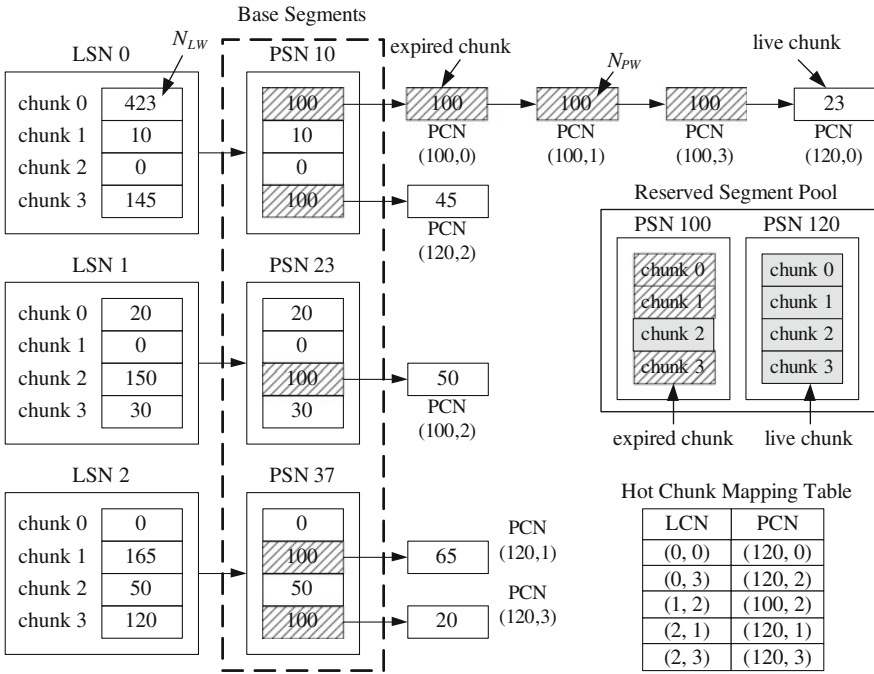 Base Segments
LSN 0
N_LW
PSN 10
expired chunk
N_PW
live chunk
chunk 0
423
100
100
100
100
23
chunk 1
10
10
PCN
(100,0)
PCN
(100,1)
PCN
(100,3)
PCN
(120,0)
chunk 2
0
0
chunk 3
145
100
45
PCN
(120,2)
Reserved Segment Pool
PSN 100
PSN 120
chunk 0
chunk 1
chunk 2
chunk 3
chunk 0
chunk 1
chunk 2
chunk 3
expired chunk
live chunk
LSN 1
PSN 23
chunk 0
20
20
chunk 1
0
0
chunk 2
150
100
50
PCN
(100,2)
chunk 3
30
30
LSN 2
PSN 37
chunk 0
0
0
chunk 1
165
100
65
PCN
(120,1)
chunk 2
50
50
chunk 3
120
100
20
PCN
(120,3)
Hot Chunk Mapping Table
LCN PCN
(0, 0) (120, 0)
(0, 3) (120, 2)
(1, 2) (100, 2)
(2, 1) (120, 1)
(2, 3) (120, 3)